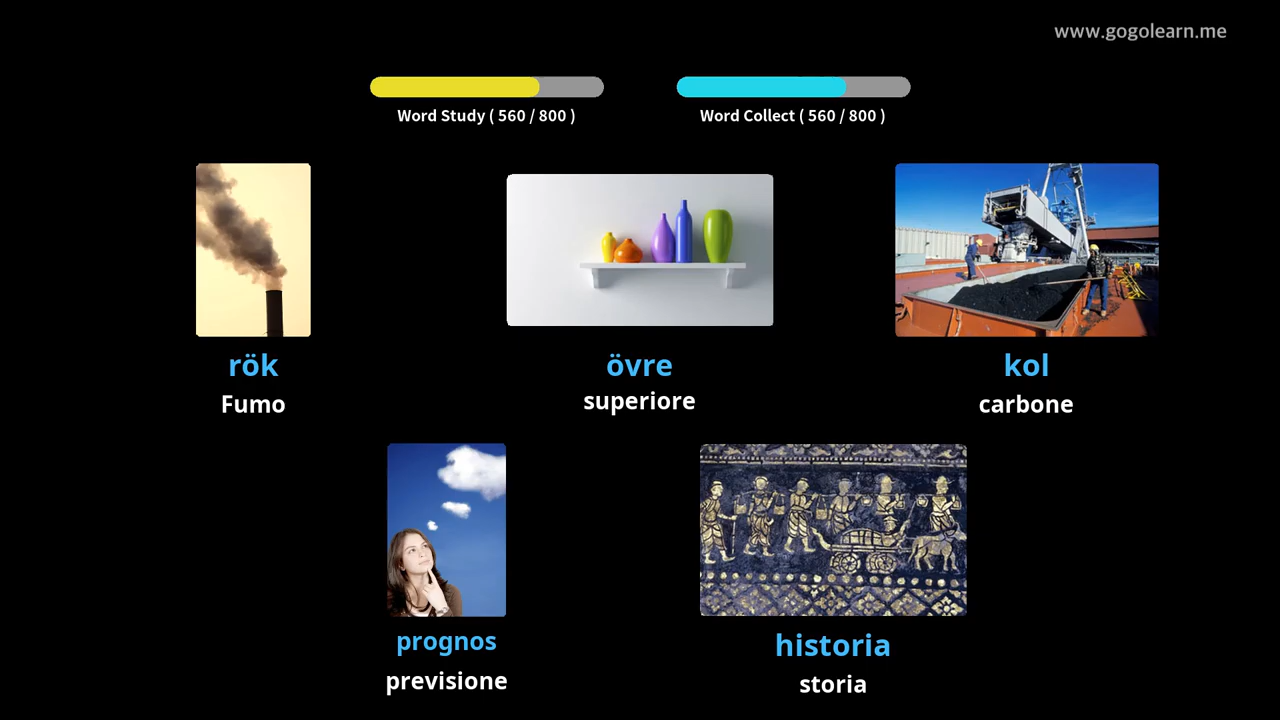 www.gogolearn.me
Word Study ( 560 / 800 )
Word Collect ( 560 / 800 )
rök
Fumo
övre
superiore
kol
carbone
prognos
previsione
historia
storia